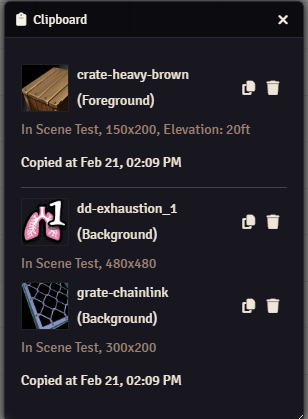 Clipboard
crate-heavy-brown
(Foreground)
In Scene Test, 150x200, Elevation: 20ft
Copied at Feb 21, 02:09 PM
1
dd-exhaustion_1
(Background)
In Scene Test, 480x480
grate-chainlink
(Background)
In Scene Test, 300x200
Copied at Feb 21, 02:09 PM